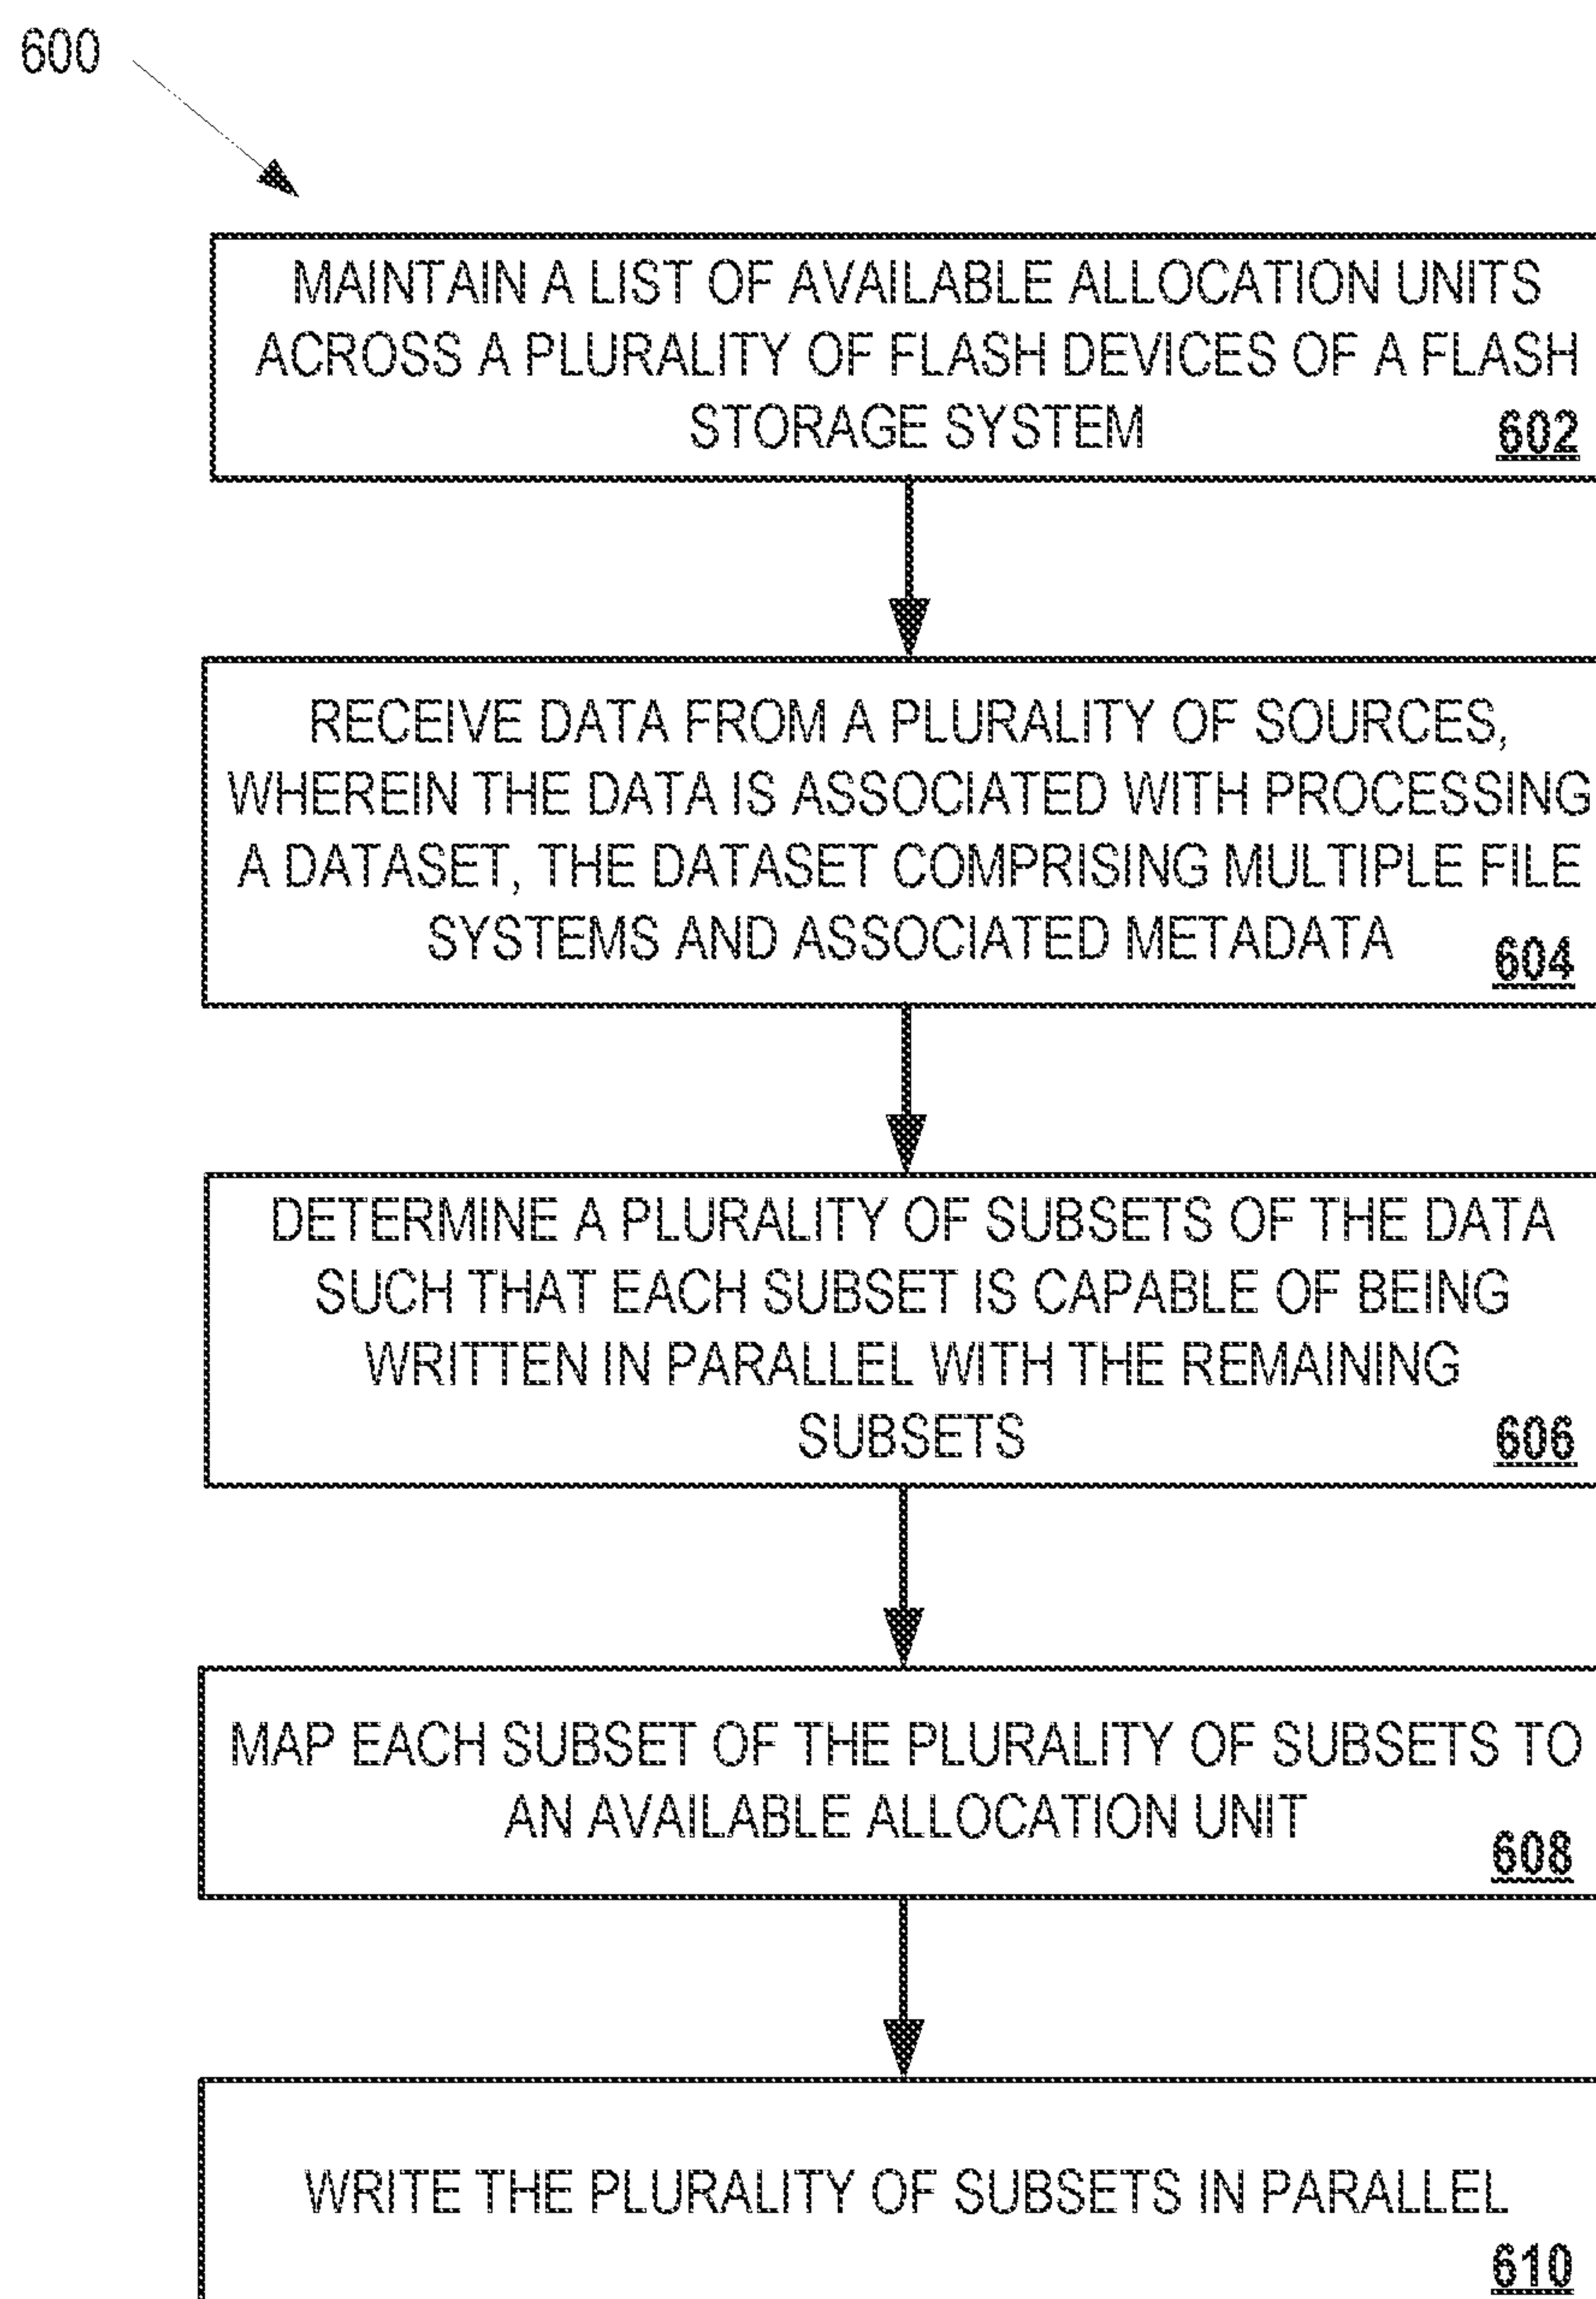 600
MAINTAIN A LIST OF AVAILABLE ALLOCATION UNITS
ACROSS A PLURALITY OF FLASH DEVICES OF A FLASH
STORAGE SYSTEM
602
RECEIVE DATA FROM A PLURALITY OF SOURCES,
WHEREIN THE DATA IS ASSOCIATED WITH PROCESSING
A DATASET, THE DATASET COMPRISING MULTIPLE FILE
SYSTEMS AND ASSOCIATED METADATA
604
DETERMINE A PLURALITY OF SUBSETS OF THE DATA
SUCH THAT EACH SUBSET IS CAPABLE OF BEING
WRITTEN IN PARALLEL WITH THE REMAINING
SUBSETS
606
MAP EACH SUBSET OF THE PLURALITY OF SUBSETS TO
AN AVAILABLE ALLOCATION UNIT
608
WRITE THE PLURALITY OF SUBSETS IN PARALLEL
610